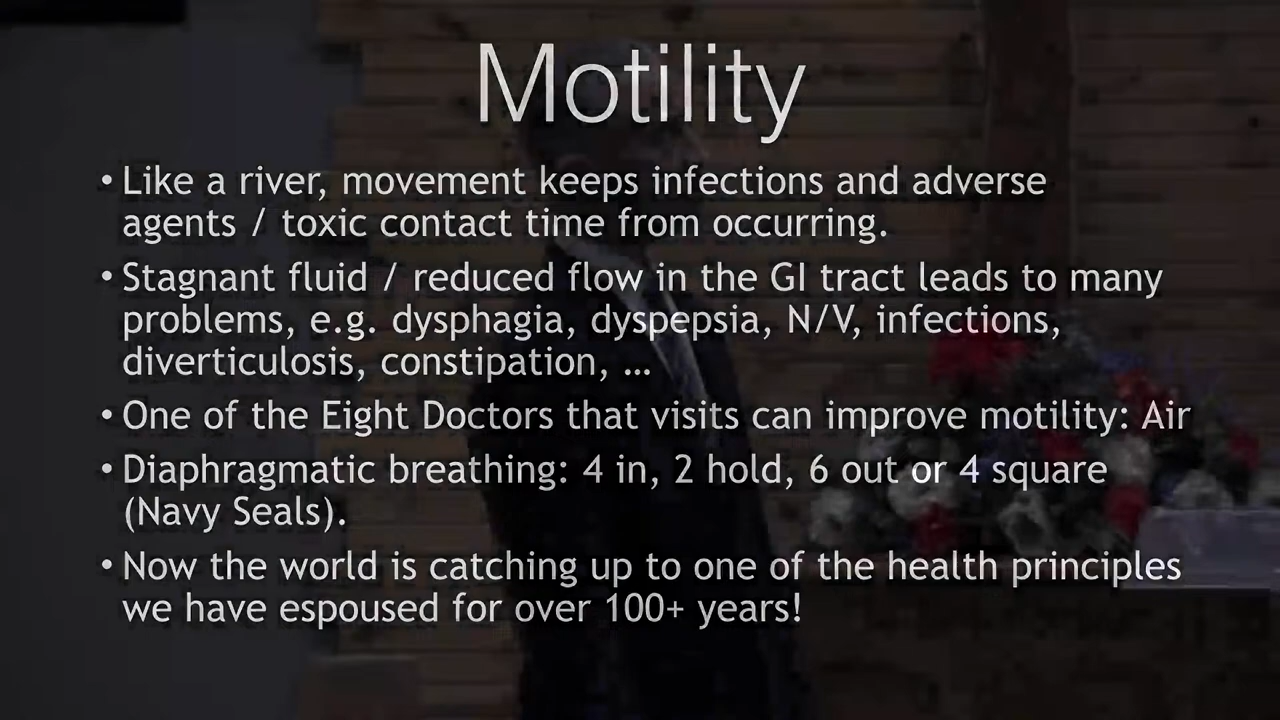 Motility
• Like a river, movement keeps infections and adverse
agents / toxic contact time from occurring.
• Stagnant fluid / reduced flow in the GI tract leads to many
problems, e.g. dysphagia, dyspepsia, N/V, infections,
diverticulosis, constipation, …
• One of the Eight Doctors that visits can improve motility: Air
• Diaphragmatic breathing: 4 in, 2 hold, 6 out or 4 square
(Navy Seals).
• Now the world is catching up to one of the health principles
we have espoused for over 100+ years!